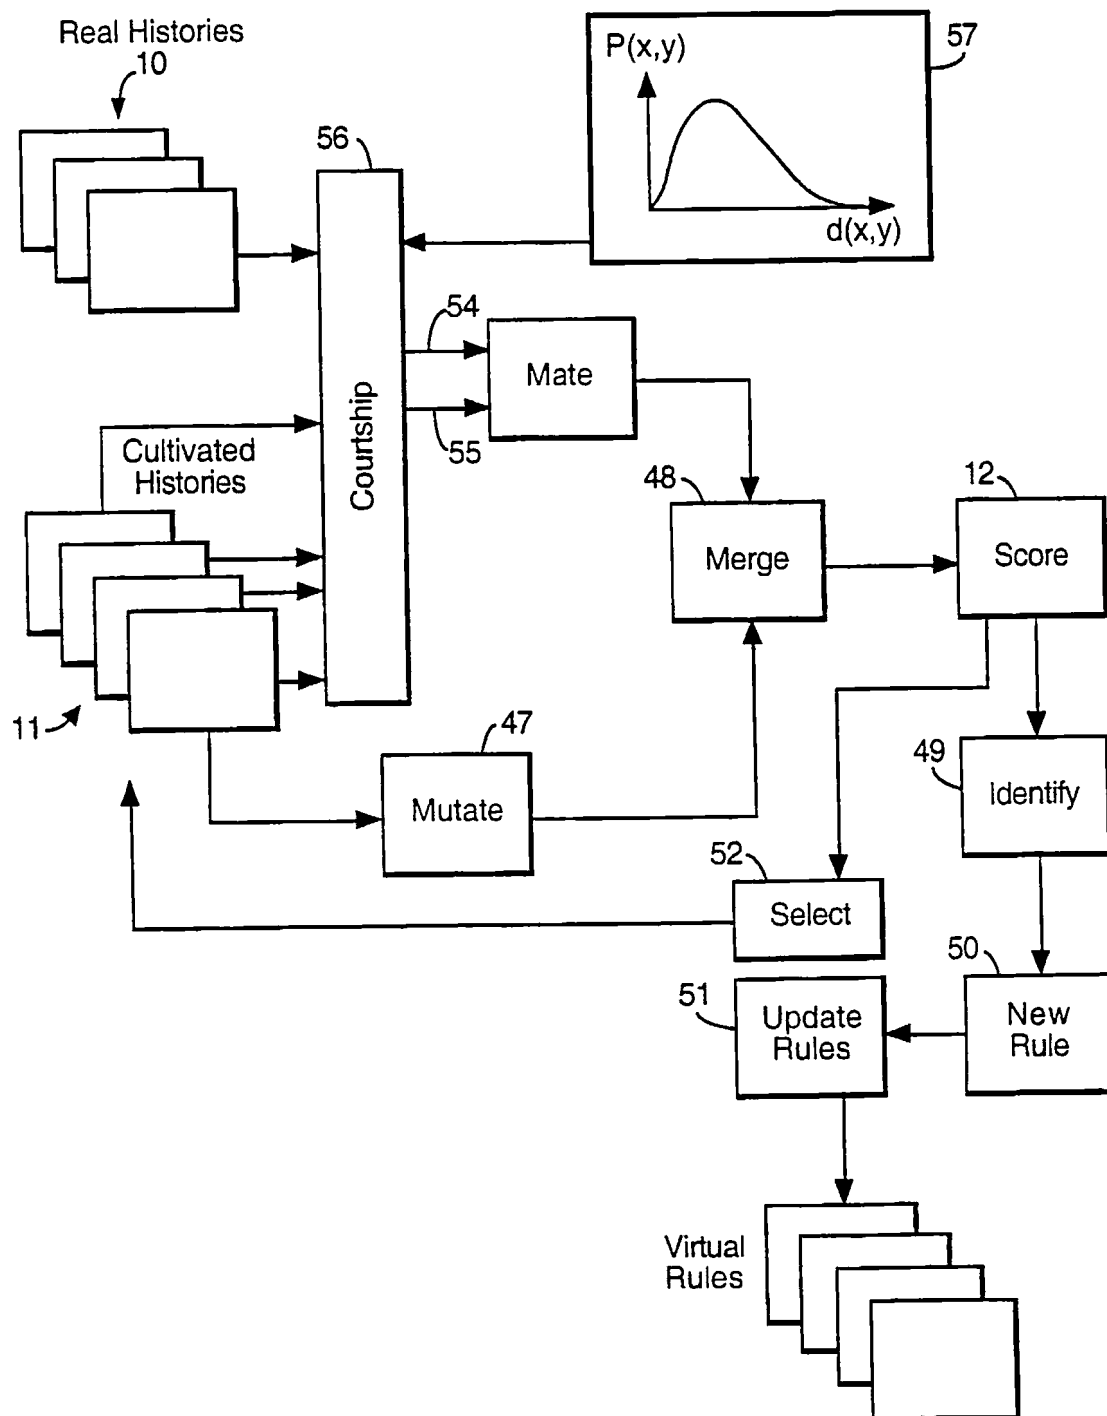 Real Histories
10
56
P(x,y)
57
d(x,y)
54
Mate
55
Courtship
Cultivated
Histories
48
Merge
12
Score
11
47
Mutate
49
Identify
52
Select
50
New
Rule
51
Update
Rules
Virtual
Rules